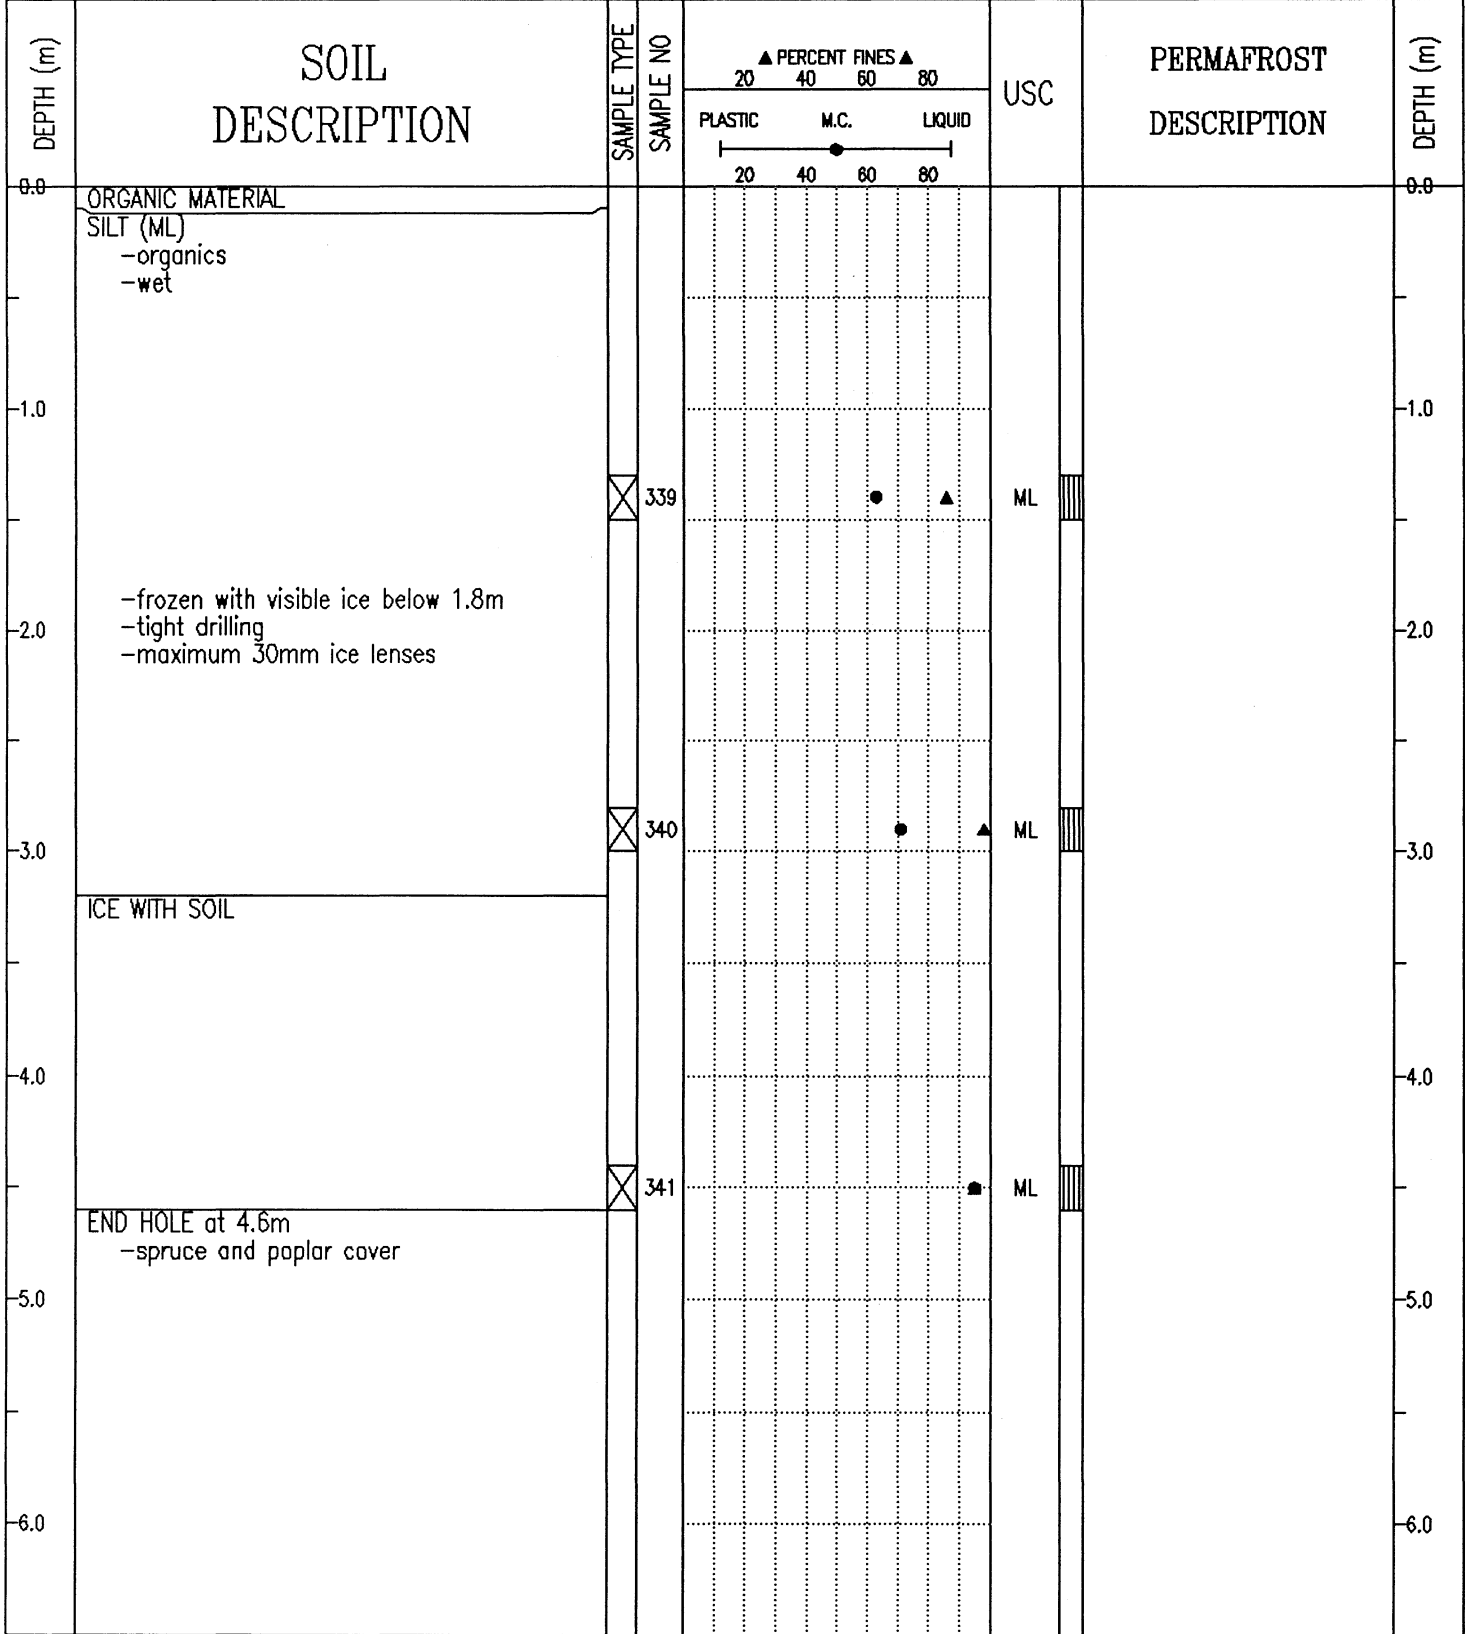 DEPTH (m)
SOIL
DESCRIPTION
SAMPLE TYPE
SAMPLE NO
▲ PERCENT FINES ▲
20 40 60 80
PLASTIC M.C. LIQUID
20 40 60 80
USC
PERMAFROST
DESCRIPTION
DEPTH (m)
0.0 0.0
ORGANIC MATERIAL
SILT (ML)
-organics
-wet
1.0 1.0
339 ML
-frozen with visible ice below 1.8m
-tight drilling
2.0 2.0
-maximum 30mm ice lenses
340 ML
3.0 3.0
ICE WITH SOIL
4.0 4.0
341 ML
END HOLE at 4.6m
-spruce and poplar cover
5.0 5.0
6.0 6.0